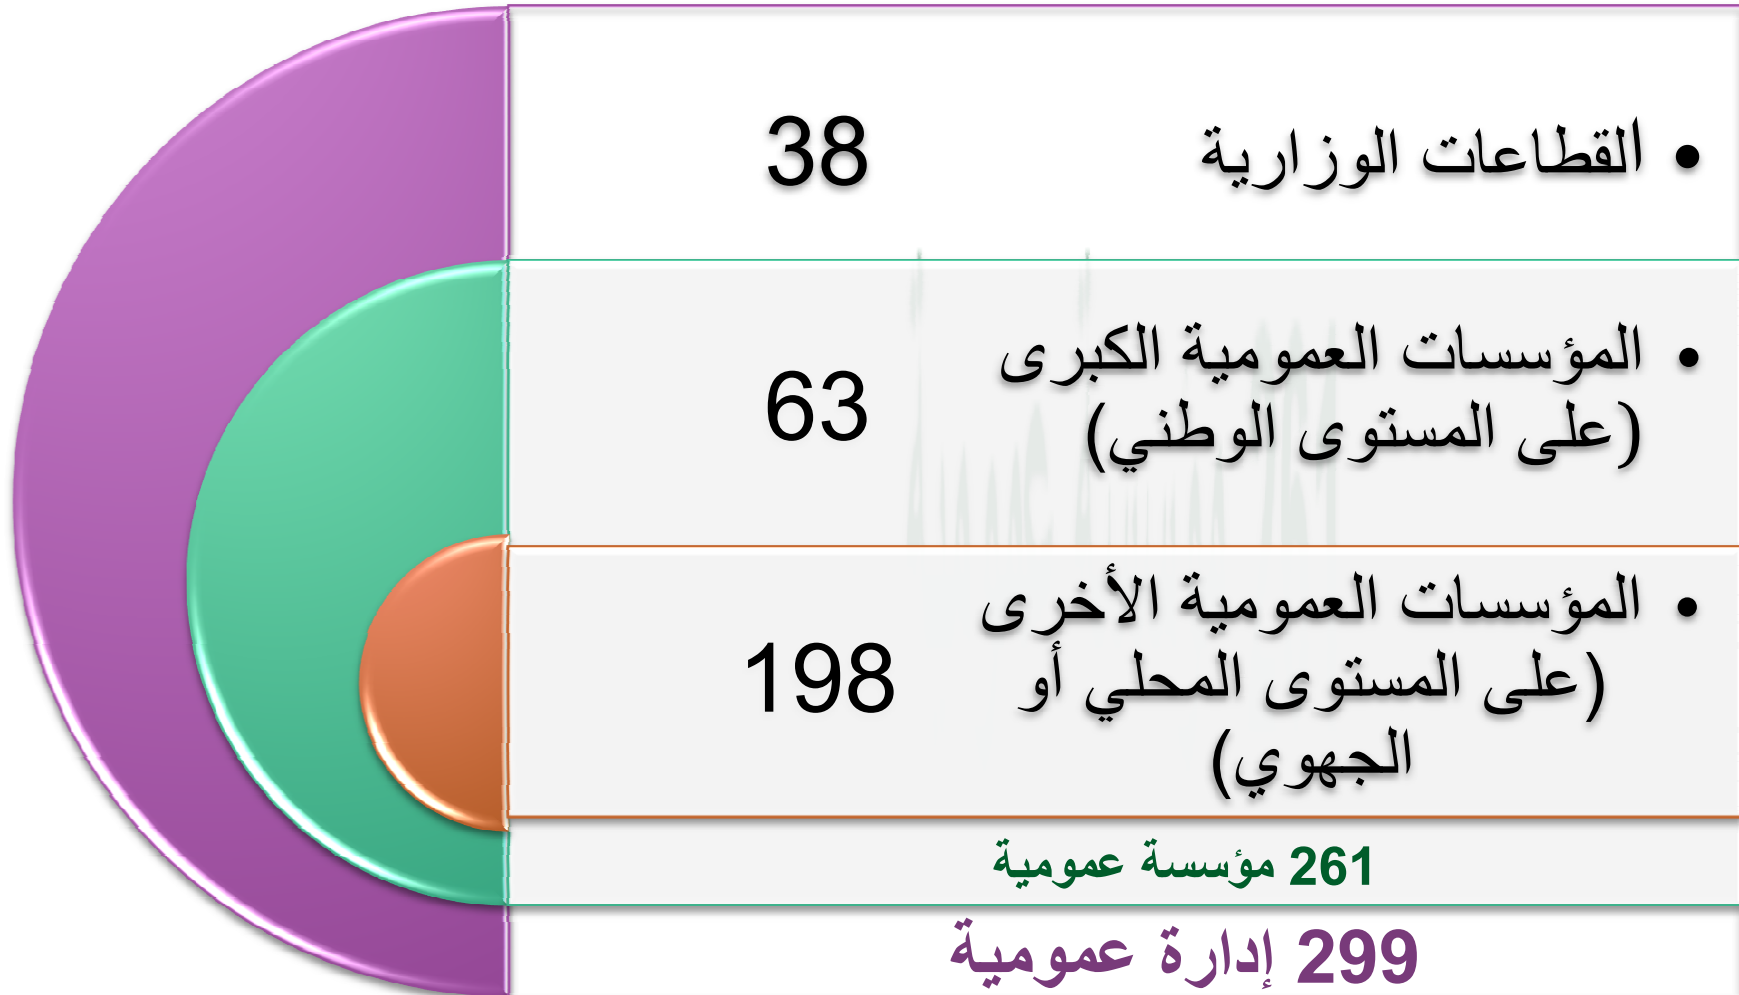 • القطاعات الوزارية 38
• المؤسسات العمومية الكبرى
(على المستوى الوطني)
63
• المؤسسات العمومية الأخرى
(على المستوى المحلي أو
الجهوي)
198
261 مؤسسة عمومية
299 إدارة عمومية